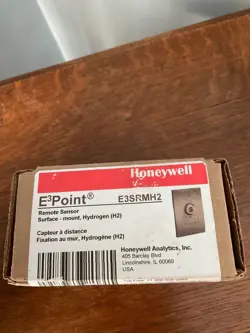 Honeywell
E³Point®
E3SRMH2
Remote Sensor
Surface - mount, Hydrogen (H2)
Capteur à distance
Fixation au mur, Hydrogène (H2)
Honeywell Analytics, Inc.
405 Barclay Blvd
Lincolnshire, IL 60069
USA